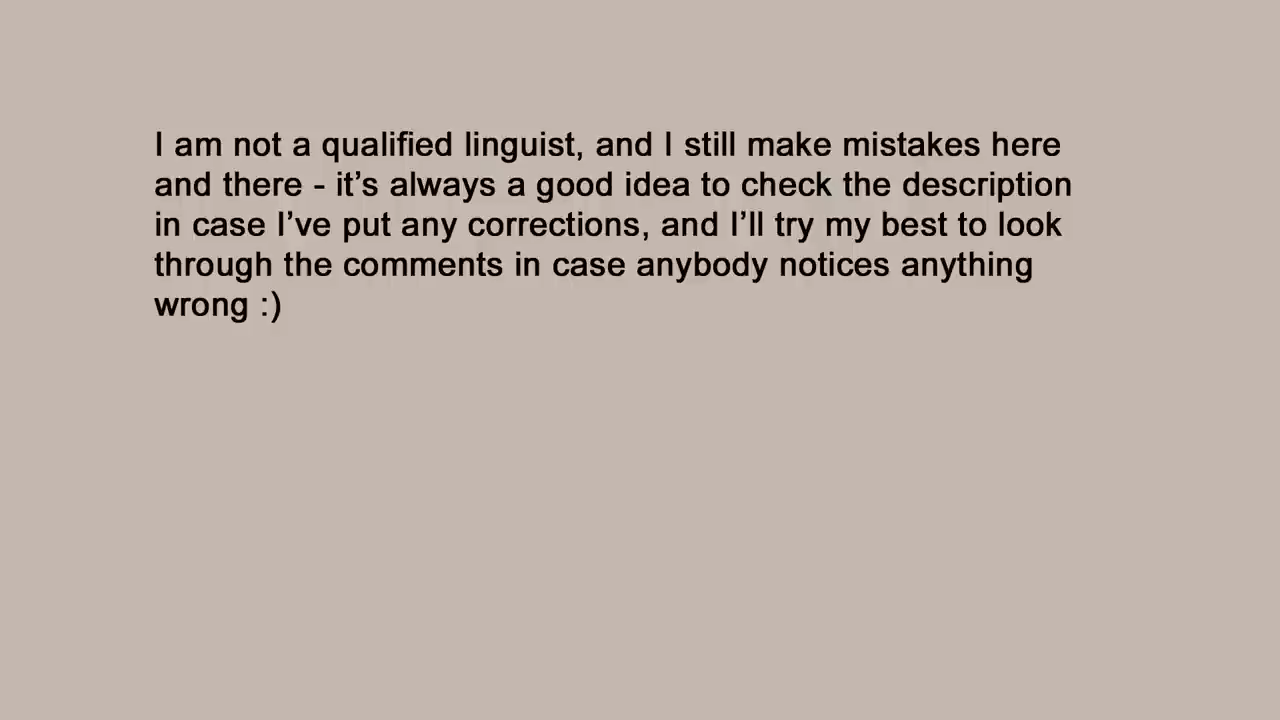 I am not a qualified linguist, and I still make mistakes here
and there - it’s always a good idea to check the description
in case I’ve put any corrections, and I’ll try my best to look
through the comments in case anybody notices anything
wrong :)